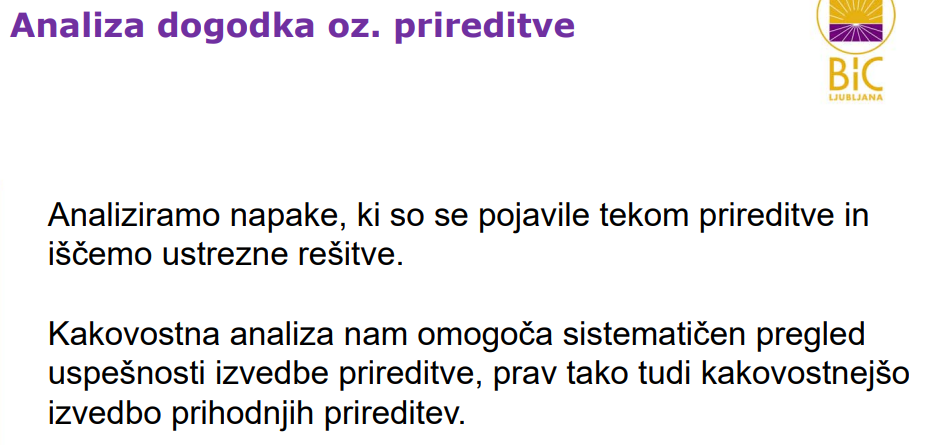 Analiza dogodka oz. prireditve
BIC
LJUBLJANA
Analiziramo napake, ki so se pojavile tekom prireditve in
iščemo ustrezne rešitve.
Kakovostna analiza nam omogoča sistematičen pregled
uspešnosti izvedbe prireditve, prav tako tudi kakovostnejšo
izvedbo prihodnjih prireditev.